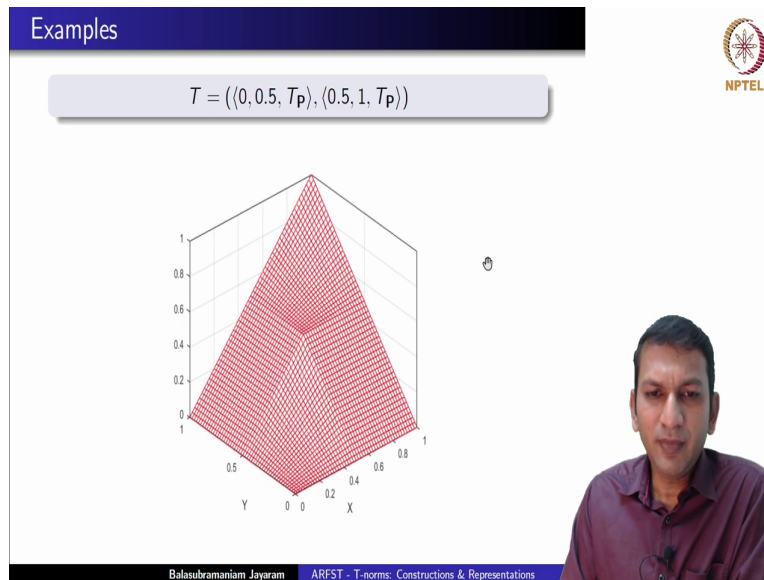 Examples
NPTEL
T = (⟨0, 0.5, T_P⟩, ⟨0.5, 1, T_P⟩)
1
0.8
0.6
0.4
0.2
0
1
0.5
0
Y
0
0.2
0.4
0.6
0.8
1
X
Balasubramaniam Jayaram ARFST - T-norms: Constructions & Representations